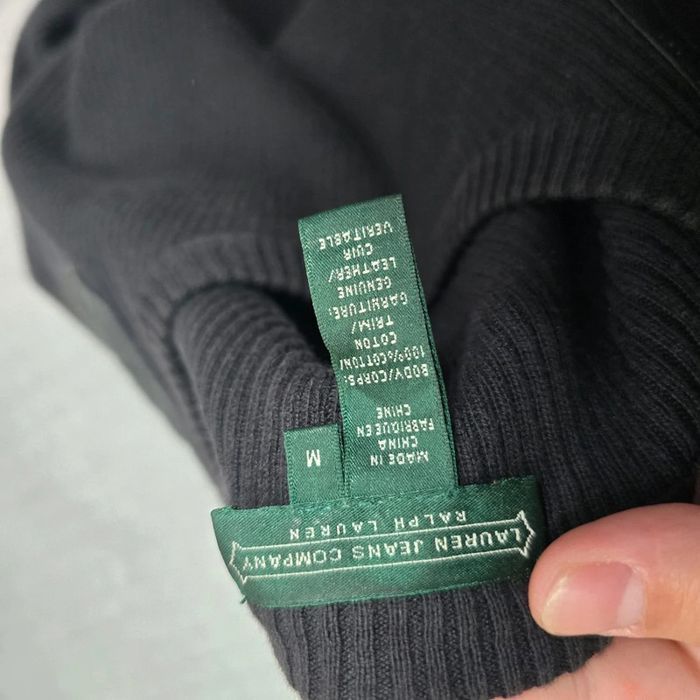 LAUREN JEANS COMPANY
RALPH LAUREN
M
MADE IN
CHINA
FABRIQUE EN
CHINE
BODY/CORPS:
100%COTTON/
COTON
TRIM/
GARNITURE:
GENUINE
LEATHER/
CUIR
VERITABLE